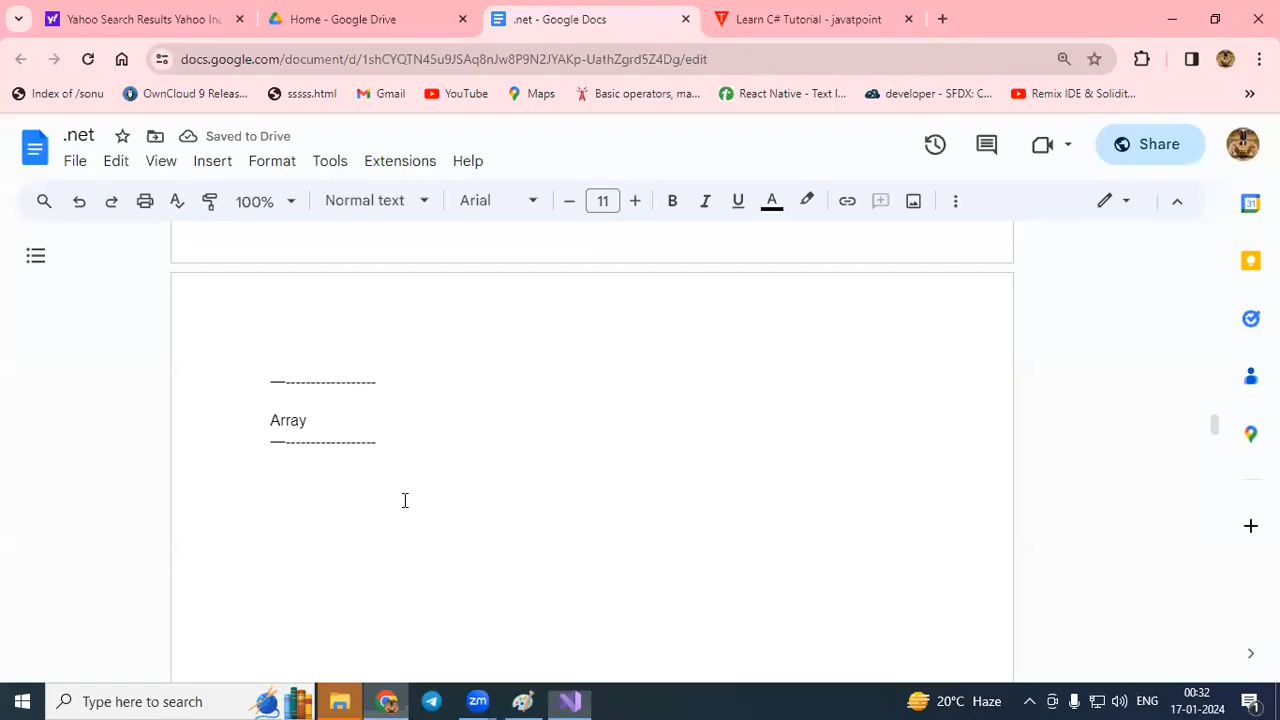 Yahoo Search Results Yahoo Inc
Home - Google Drive
.net - Google Docs
Learn C# Tutorial - javatpoint
docs.google.com/document/d/1shCYQTN45u9JSAq8nJw8P9N2JYAKp-UathZgrd5Z4Dg/edit
Index of /sonu
OwnCloud 9 Releas...
sssss.html
Gmail
YouTube
Maps
Basic operators, ma...
React Native - Text I...
developer - SFDX: C...
Remix IDE & Solidit...
.net
Saved to Drive
File Edit View Insert Format Tools Extensions Help
Share
100% Normal text Arial 11 B I U A
—------------------
Array
—------------------
Type here to search
20°C Haze
ENG
00:32
17-01-2024